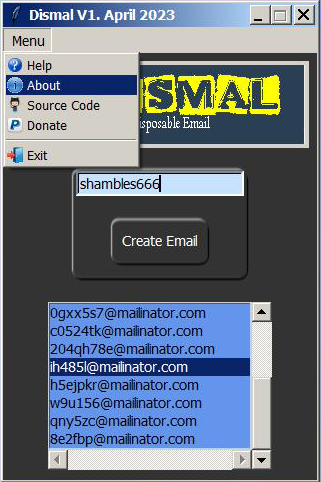 Dismal V1. April 2023
Menu
Help
About
Source Code
Donate
Exit
SMAL
sposable Email
shambles666
Create Email
0gxx5s7@mailinator.com
c0524tk@mailinator.com
204qh78e@mailinator.com
ih485l@mailinator.com
h5ejpkr@mailinator.com
w9u156@mailinator.com
qny5zc@mailinator.com
8e2fbp@mailinator.com